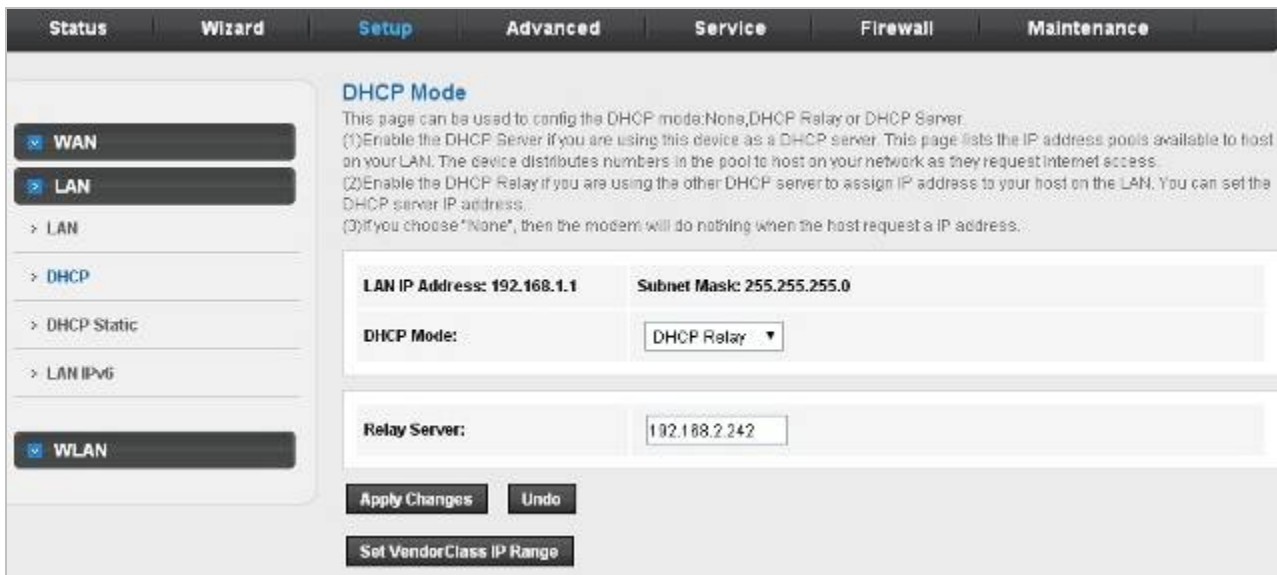 Status Wizard Setup Advanced Service Firewall Maintenance
WAN
LAN
LAN
DHCP
DHCP Static
LAN IPv6
WLAN
DHCP Mode
This page can be used to config the DHCP mode:None,DHCP Relay or DHCP Server.
(1)Enable the DHCP Server if you are using this device as a DHCP server. This page lists the IP address pools available to host
on your LAN. The device distributes numbers in the pool to host on your network as they request Internet access.
(2)Enable the DHCP Relay if you are using the other DHCP server to assign IP address to your host on the LAN. You can set the
DHCP server IP address.
(3)If you choose "None", then the modem will do nothing when the host request a IP address.
LAN IP Address: 192.168.1.1 Subnet Mask: 255.255.255.0
DHCP Mode: DHCP Relay
Relay Server: 192.168.2.242
Apply Changes Undo
Set VendorClass IP Range